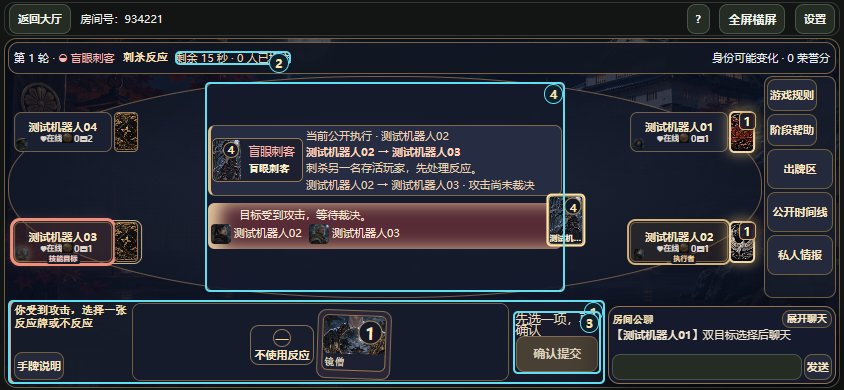 返回大厅 房间号: 934221 ? 全屏横屏 设置
第 1 轮 · 盲眼刺客 刺杀反应 剩余 15 秒 · 0 人已 2 身份可能变化 · 0 荣誉分
4
测试机器人04
在线 0 2
测试机器人01
在线 0 1
1
游戏规则
阶段帮助
出牌区
公开时间线
私人情报
4
盲眼刺客
盲眼刺客
当前公开执行 · 测试机器人02
测试机器人02 → 测试机器人03
刺杀另一名存活玩家，先处理反应。
测试机器人02 → 测试机器人03 · 攻击尚未裁决
目标受到攻击，等待裁决。
测试机器人02 测试机器人03
4
测试机...
测试机器人03
在线 0 1
技能目标
测试机器人02
在线 0 1
执行者
1
你受到攻击，选择一张
反应牌或不反应
手牌说明
不使用反应
1
镜僧
先选一项，
确认
3
确认提交
房间公聊 展开聊天
【测试机器人01】双目标选择后聊天
发送